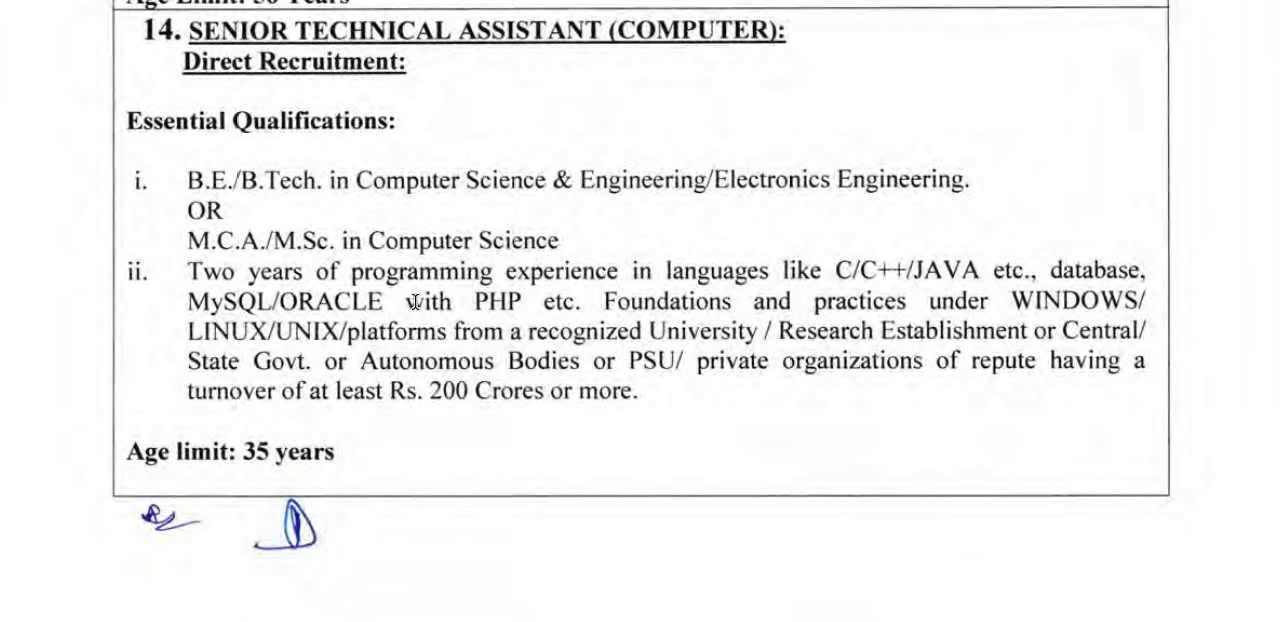 Age Limit: 50 Years
14. SENIOR TECHNICAL ASSISTANT (COMPUTER):
Direct Recruitment:
Essential Qualifications:
i. B.E./B.Tech. in Computer Science & Engineering/Electronics Engineering.
OR
M.C.A./M.Sc. in Computer Science
ii. Two years of programming experience in languages like C/C++/JAVA etc., database,
MySQL/ORACLE with PHP etc. Foundations and practices under WINDOWS/
LINUX/UNIX/platforms from a recognized University / Research Establishment or Central/
State Govt. or Autonomous Bodies or PSU/ private organizations of repute having a
turnover of at least Rs. 200 Crores or more.
Age limit: 35 years